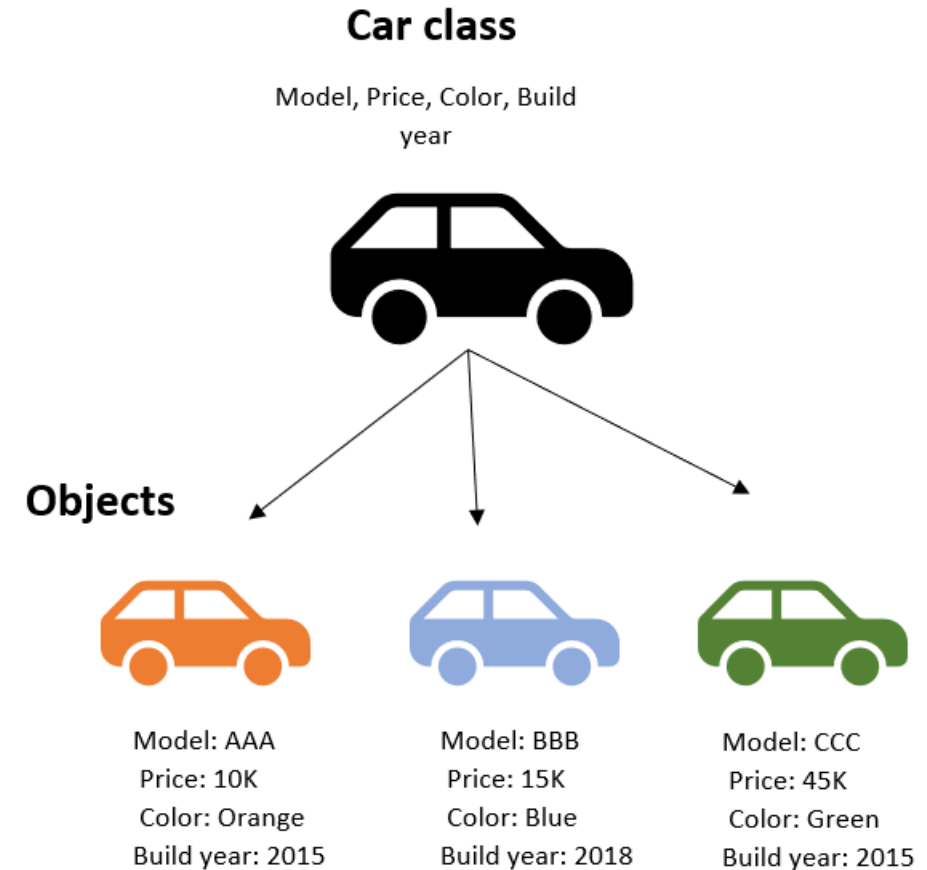 Car class
Model, Price, Color, Build
year
Objects
Model: AAA
Price: 10K
Color: Orange
Build year: 2015
Model: BBB
Price: 15K
Color: Blue
Build year: 2018
Model: CCC
Price: 45K
Color: Green
Build year: 2015